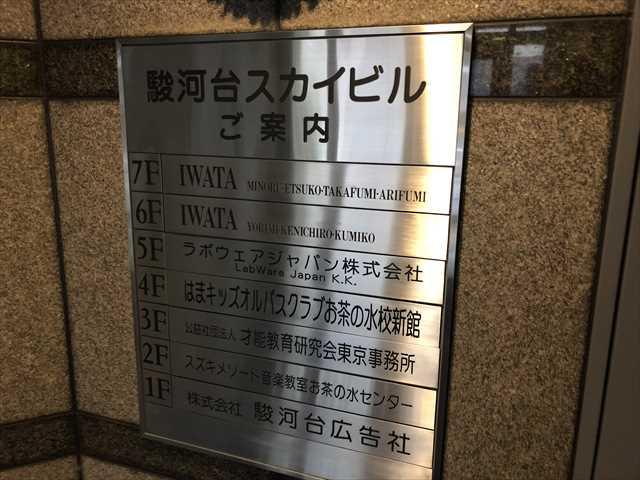 駿河台スカイビル
ご案内
7F IWATA MINORU·ETSUKO·TAKAFUMI·ARIFUMI
6F IWATA YORIMI·KENICHIRO·KUMIKO
5F ラボウェアジャパン株式会社
LabWare Japan K.K.
4F はまキッズオルパスクラブお茶の水校新館
3F 公益社団法人 才能教育研究会東京事務所
2F スズキメソード音楽教室お茶の水センター
1F 株式会社 駿河台広告社